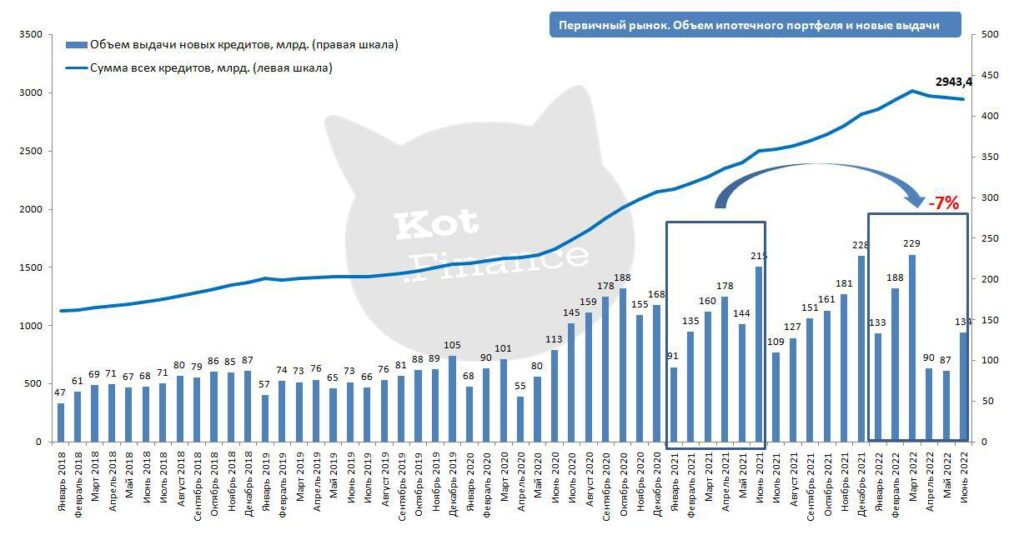 Первичный рынок. Объем ипотечного портфеля и новые выдачи
Объем выдачи новых кредитов, млрд. (правая шкала)
Сумма всех кредитов, млрд. (левая шкала)
3500
3000
2500
2000
1500
1000
500
0
500
450
400
350
300
250
200
150
100
50
0
2943,4
-7%
Kot
.Finance
47
61
69
71
67
68
71
80
79
86
85
87
57
74
73
76
65
73
66
76
81
88
89
105
68
90
101
55
80
113
145
159
178
188
155
168
91
135
160
178
144
215
109
127
151
161
181
228
133
188
229
90
87
134
Январь 2018
Февраль 2018
Март 2018
Апрель 2018
Май 2018
Июнь 2018
Июль 2018
Август 2018
Сентябрь 2018
Октябрь 2018
Ноябрь 2018
Декабрь 2018
Январь 2019
Февраль 2019
Март 2019
Апрель 2019
Май 2019
Июнь 2019
Июль 2019
Август 2019
Сентябрь 2019
Октябрь 2019
Ноябрь 2019
Декабрь 2019
Январь 2020
Февраль 2020
Март 2020
Апрель 2020
Май 2020
Июнь 2020
Июль 2020
Август 2020
Сентябрь 2020
Октябрь 2020
Ноябрь 2020
Декабрь 2020
Январь 2021
Февраль 2021
Март 2021
Апрель 2021
Май 2021
Июнь 2021
Июль 2021
Август 2021
Сентябрь 2021
Октябрь 2021
Ноябрь 2021
Декабрь 2021
Январь 2022
Февраль 2022
Март 2022
Апрель 2022
Май 2022
Июнь 2022